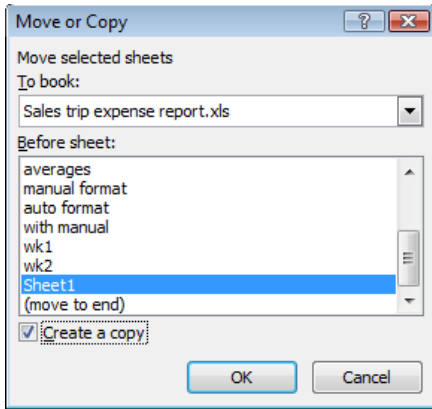 Move or Copy
Move selected sheets
To book:
Sales trip expense report.xls
Before sheet:
averages
manual format
auto format
with manual
wk1
wk2
Sheet1
(move to end)
Create a copy
OK Cancel